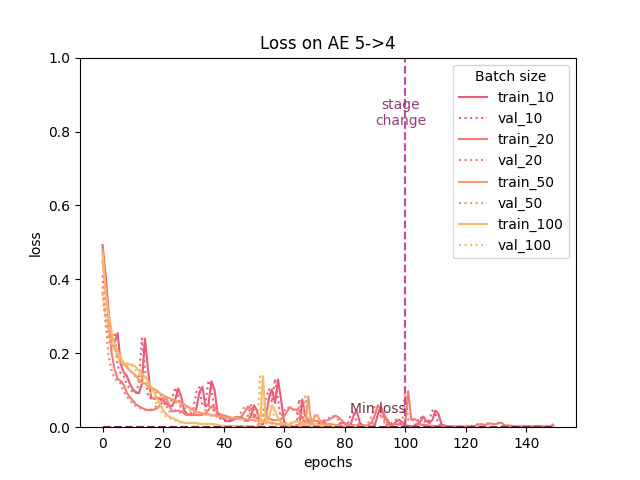 Loss on AE 5->4
1.0
0.8
0.6
0.4
0.2
0.0
loss
0
20
40
60
80
100
120
140
epochs
stage
change
Min loss
Batch size
train_10
val_10
train_20
val_20
train_50
val_50
train_100
val_100